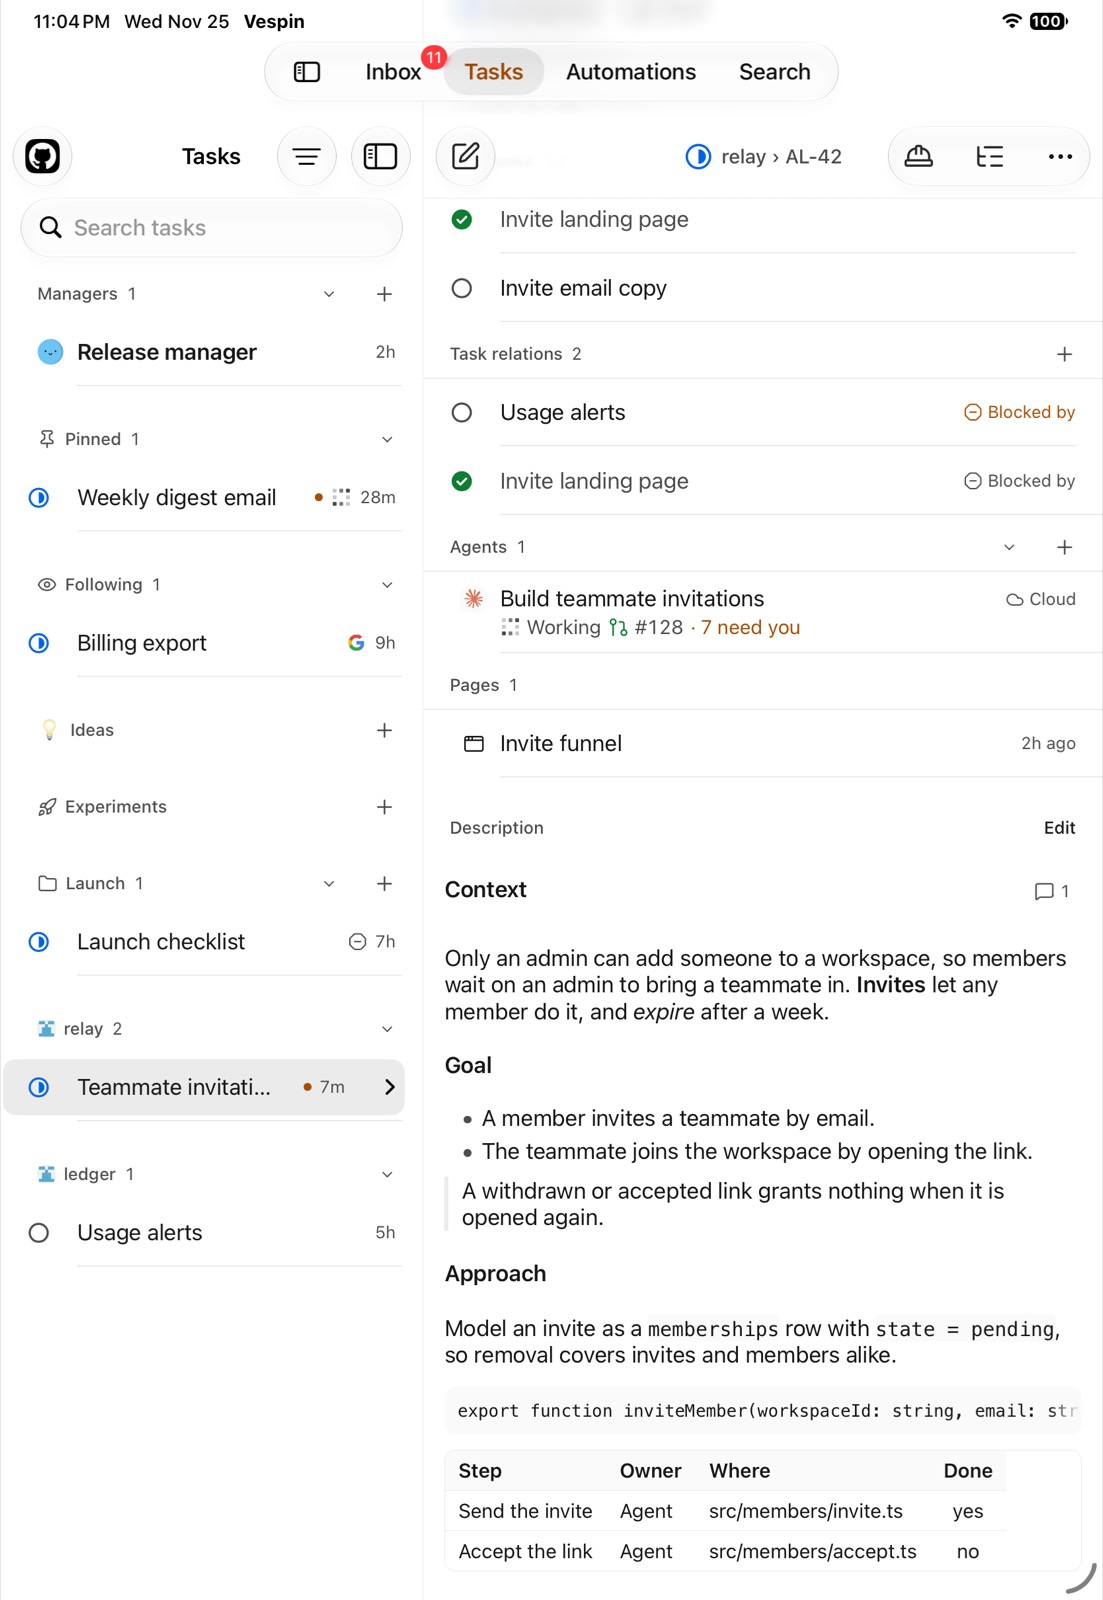 11:04 PM Wed Nov 25 Vespin
100
Inbox 11 Tasks Automations Search
Tasks
Search tasks
Managers 1
Release manager 2h
Pinned 1
Weekly digest email 28m
Following 1
Billing export 9h
Ideas
Experiments
Launch 1
Launch checklist 7h
relay 2
Teammate invitati... 7m
ledger 1
Usage alerts 5h
relay › AL-42
Invite landing page
Invite email copy
Task relations 2
Usage alerts Blocked by
Invite landing page Blocked by
Agents 1
Build teammate invitations Cloud
Working #128 · 7 need you
Pages 1
Invite funnel 2h ago
Description Edit
Context 1
Only an admin can add someone to a workspace, so members
wait on an admin to bring a teammate in. Invites let any
member do it, and expire after a week.
Goal
• A member invites a teammate by email.
• The teammate joins the workspace by opening the link.
A withdrawn or accepted link grants nothing when it is
opened again.
Approach
Model an invite as a memberships row with state = pending,
so removal covers invites and members alike.
export function inviteMember(workspaceId: string, email: str
Step Owner Where Done
Send the invite Agent src/members/invite.ts yes
Accept the link Agent src/members/accept.ts no